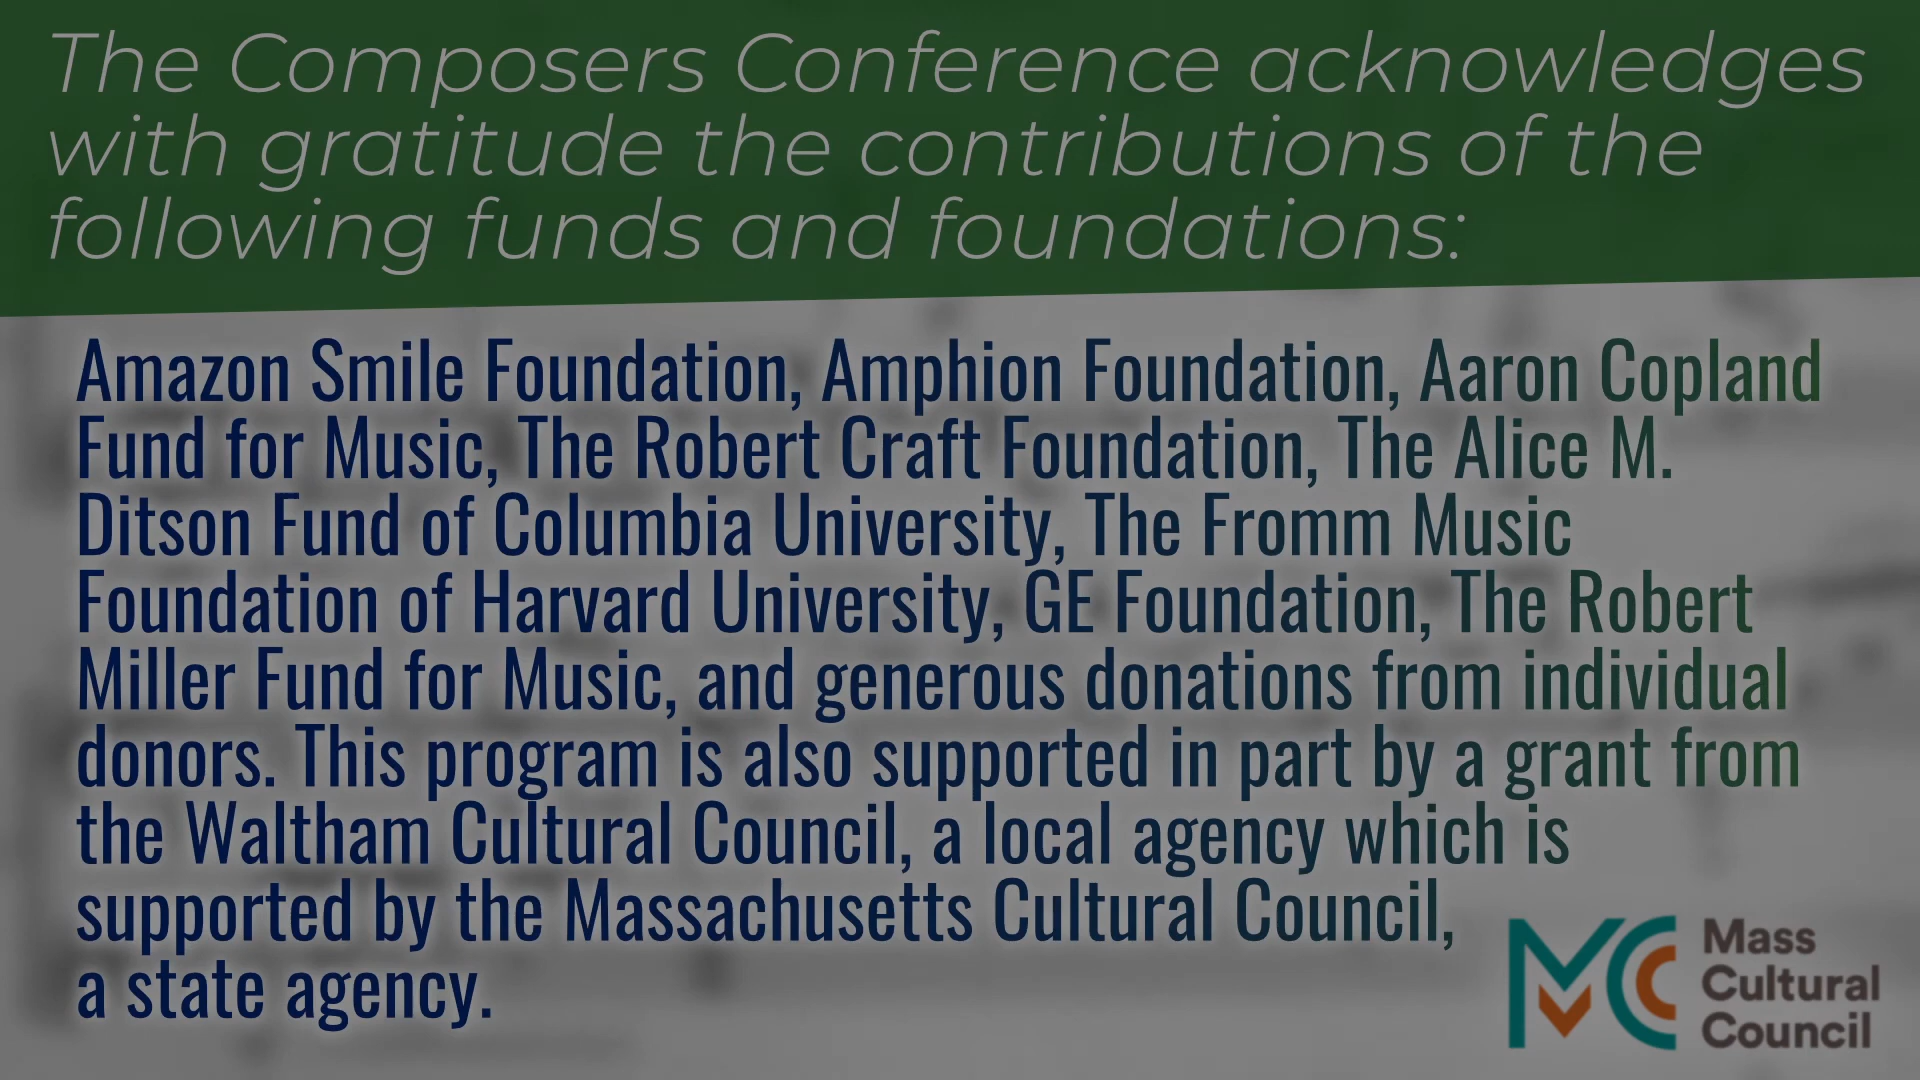 The Composers Conference acknowledges
with gratitude the contributions of the
following funds and foundations:
Amazon Smile Foundation, Amphion Foundation, Aaron Copland
Fund for Music, The Robert Craft Foundation, The Alice M.
Ditson Fund of Columbia University, The Fromm Music
Foundation of Harvard University, GE Foundation, The Robert
Miller Fund for Music, and generous donations from individual
donors. This program is also supported in part by a grant from
the Waltham Cultural Council, a local agency which is
supported by the Massachusetts Cultural Council,
a state agency.
MCC
Mass
Cultural
Council